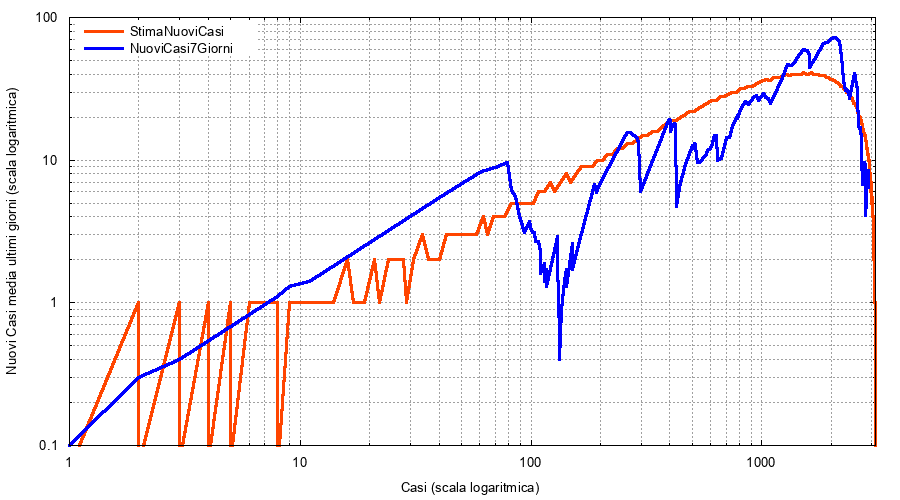 100
StimaNuoviCasi
NuoviCasi7Giorni
10
1
0.1
1 10 100 1000
Nuovi Casi media ultimi giorni (scala logaritmica)
Casi (scala logaritmica)